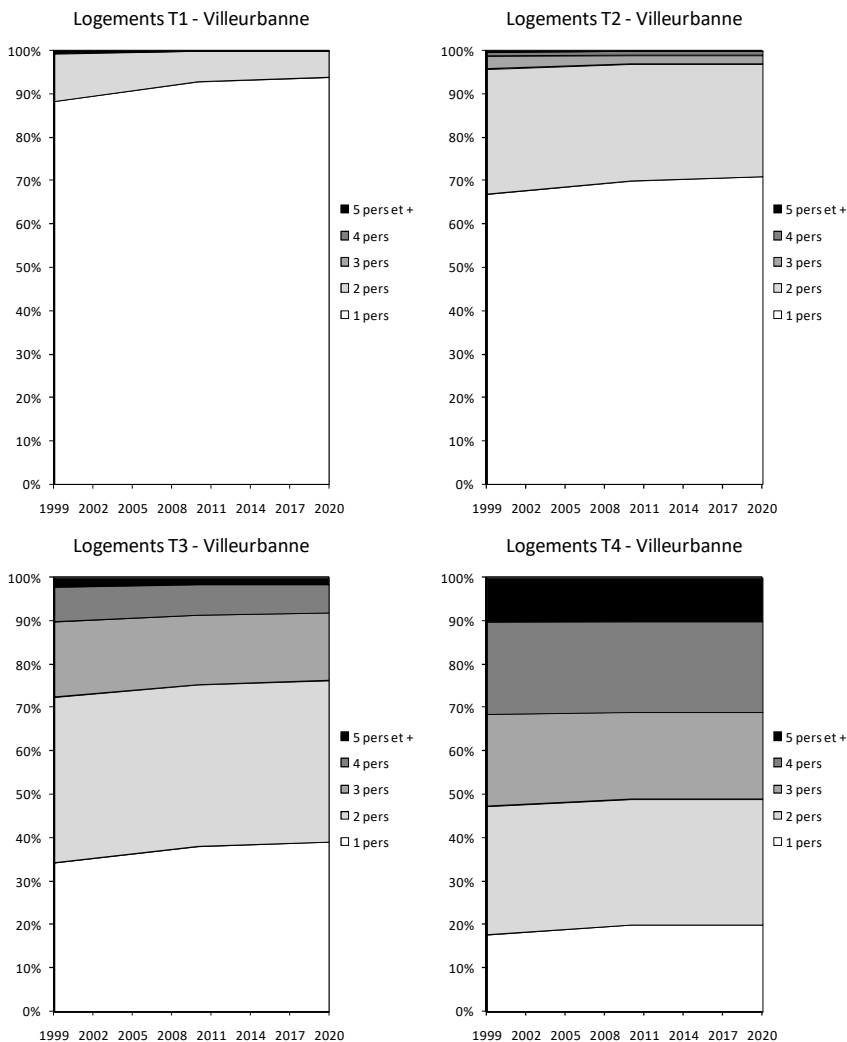 Logements T1 - Villeurbanne
100%
90%
80%
70%
60%
50%
40%
30%
20%
10%
0%
1999 2002 2005 2008 2011 2014 2017 2020
5 pers et +
4 pers
3 pers
2 pers
1 pers
Logements T2 - Villeurbanne
100%
90%
80%
70%
60%
50%
40%
30%
20%
10%
0%
1999 2002 2005 2008 2011 2014 2017 2020
5 pers et +
4 pers
3 pers
2 pers
1 pers
Logements T3 - Villeurbanne
100%
90%
80%
70%
60%
50%
40%
30%
20%
10%
0%
1999 2002 2005 2008 2011 2014 2017 2020
5 pers et +
4 pers
3 pers
2 pers
1 pers
Logements T4 - Villeurbanne
100%
90%
80%
70%
60%
50%
40%
30%
20%
10%
0%
1999 2002 2005 2008 2011 2014 2017 2020
5 pers et +
4 pers
3 pers
2 pers
1 pers